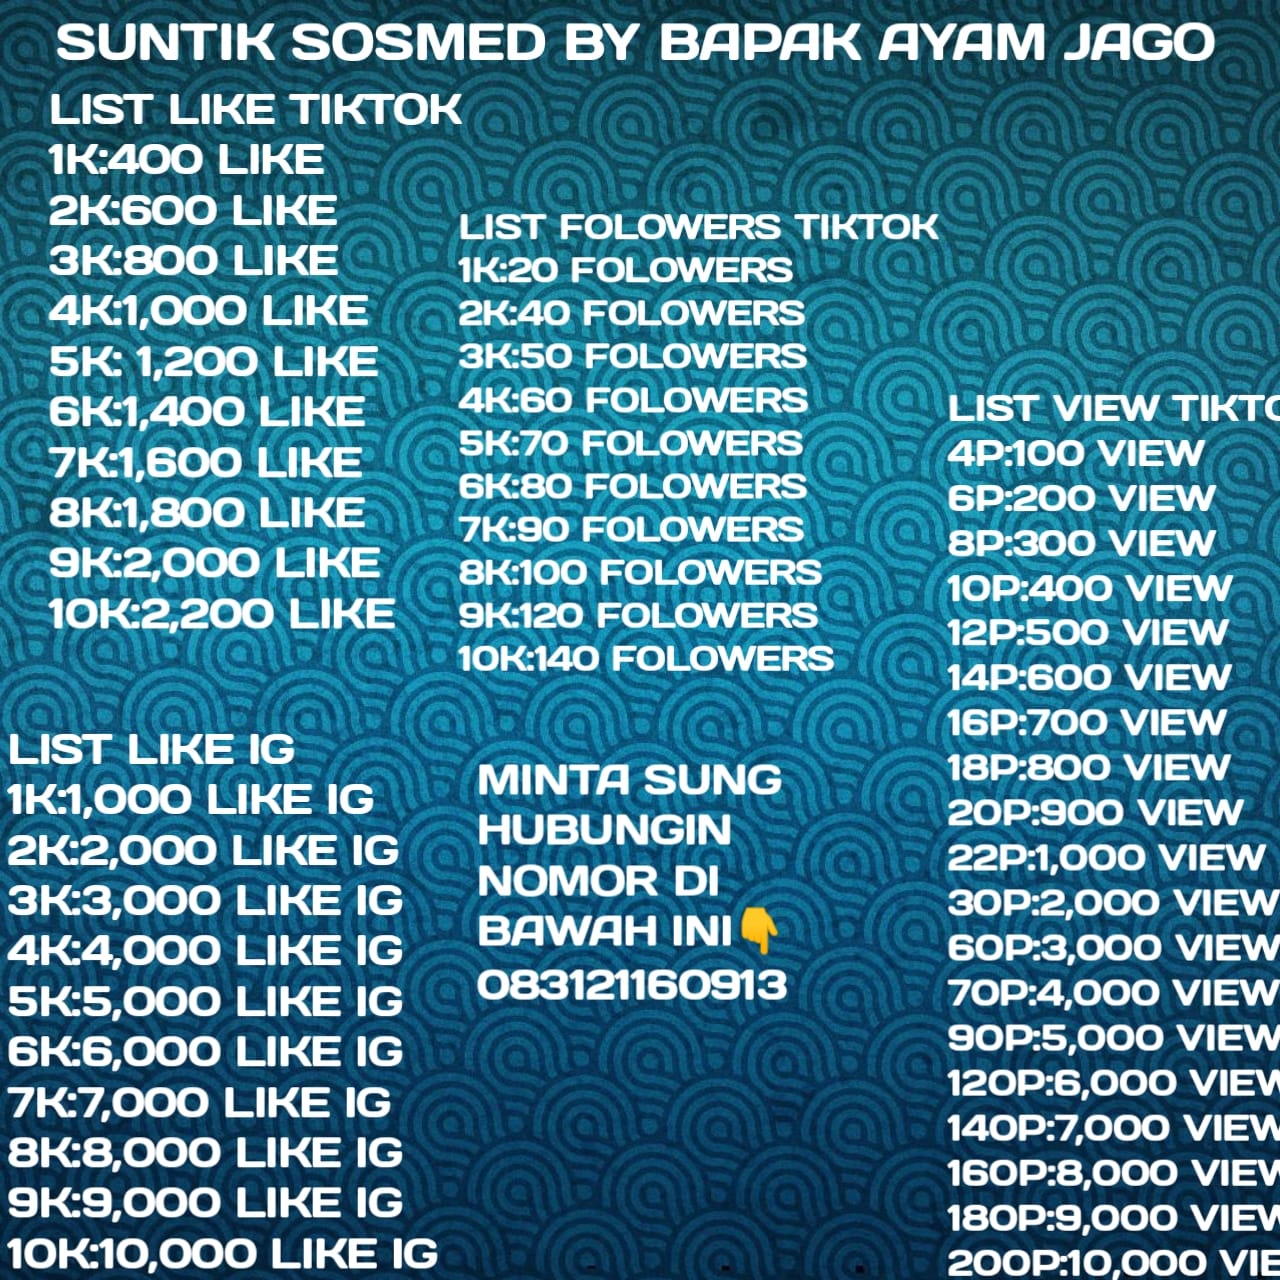 SUNTIK SOSMED BY BAPAK AYAM JAGO
LIST LIKE TIKTOK
1K:400 LIKE
2K:600 LIKE
3K:800 LIKE
4K:1,000 LIKE
5K: 1,200 LIKE
6K:1,400 LIKE
7K:1,600 LIKE
8K:1,800 LIKE
9K:2,000 LIKE
10K:2,200 LIKE
LIST FOLOWERS TIKTOK
1K:20 FOLOWERS
2K:40 FOLOWERS
3K:50 FOLOWERS
4K:60 FOLOWERS
5K:70 FOLOWERS
6K:80 FOLOWERS
7K:90 FOLOWERS
8K:100 FOLOWERS
9K:120 FOLOWERS
10K:140 FOLOWERS
LIST VIEW TIKTO
4P:100 VIEW
6P:200 VIEW
8P:300 VIEW
10P:400 VIEW
12P:500 VIEW
14P:600 VIEW
16P:700 VIEW
18P:800 VIEW
20P:900 VIEW
22P:1,000 VIEW
30P:2,000 VIEW
60P:3,000 VIEW
70P:4,000 VIEW
90P:5,000 VIEW
120P:6,000 VIEW
140P:7,000 VIEW
160P:8,000 VIEW
180P:9,000 VIEW
200P:10,000 VIE
LIST LIKE IG
1K:1,000 LIKE IG
2K:2,000 LIKE IG
3K:3,000 LIKE IG
4K:4,000 LIKE IG
5K:5,000 LIKE IG
6K:6,000 LIKE IG
7K:7,000 LIKE IG
8K:8,000 LIKE IG
9K:9,000 LIKE IG
10K:10,000 LIKE IG
MINTA SUNG
HUBUNGIN
NOMOR DI
BAWAH INI👇
083121160913